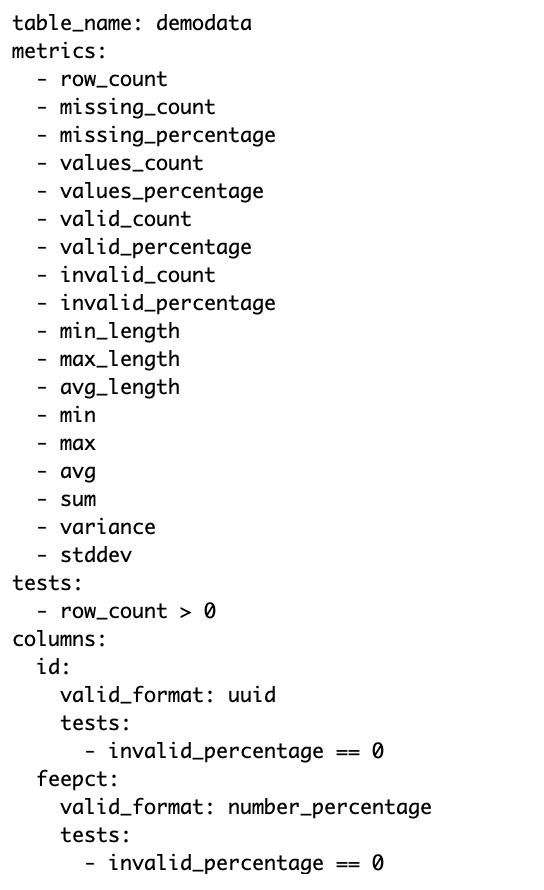 table_name: demodata
metrics:
  - row_count
  - missing_count
  - missing_percentage
  - values_count
  - values_percentage
  - valid_count
  - valid_percentage
  - invalid_count
  - invalid_percentage
  - min_length
  - max_length
  - avg_length
  - min
  - max
  - avg
  - sum
  - variance
  - stddev
tests:
  - row_count > 0
columns:
  id:
    valid_format: uuid
    tests:
      - invalid_percentage == 0
  feepct:
    valid_format: number_percentage
    tests:
      - invalid_percentage == 0